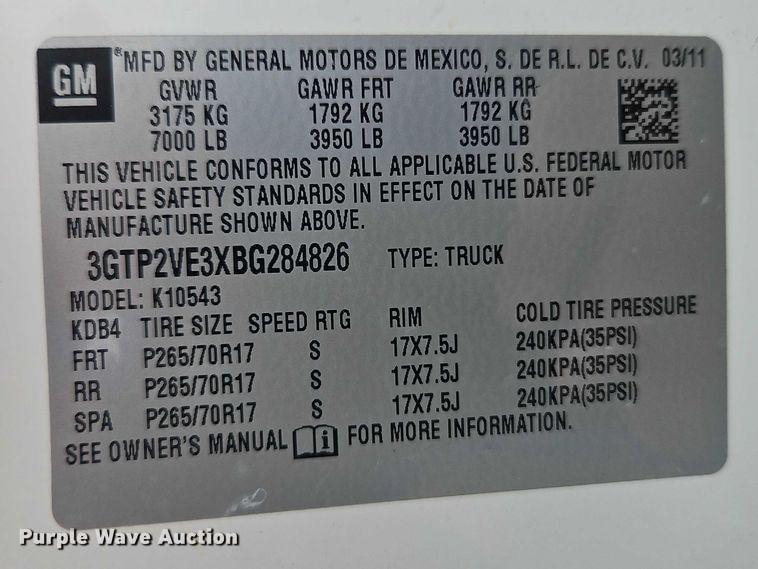 GM
®MFD BY GENERAL MOTORS DE MEXICO, S. DE R.L. DE C.V. 03/11
GVWR GAWR FRT GAWR RR
3175 KG 1792 KG 1792 KG
7000 LB 3950 LB 3950 LB
THIS VEHICLE CONFORMS TO ALL APPLICABLE U.S. FEDERAL MOTOR
VEHICLE SAFETY STANDARDS IN EFFECT ON THE DATE OF
MANUFACTURE SHOWN ABOVE.
3GTP2VE3XBG284826 TYPE: TRUCK
MODEL: K10543
KDB4 TIRE SIZE SPEED RTG RIM COLD TIRE PRESSURE
FRT P265/70R17 S 17X7.5J 240KPA(35PSI)
RR P265/70R17 S 17X7.5J 240KPA(35PSI)
SPA P265/70R17 S 17X7.5J 240KPA(35PSI)
SEE OWNER'S MANUAL i FOR MORE INFORMATION.
Purple Wave Auction